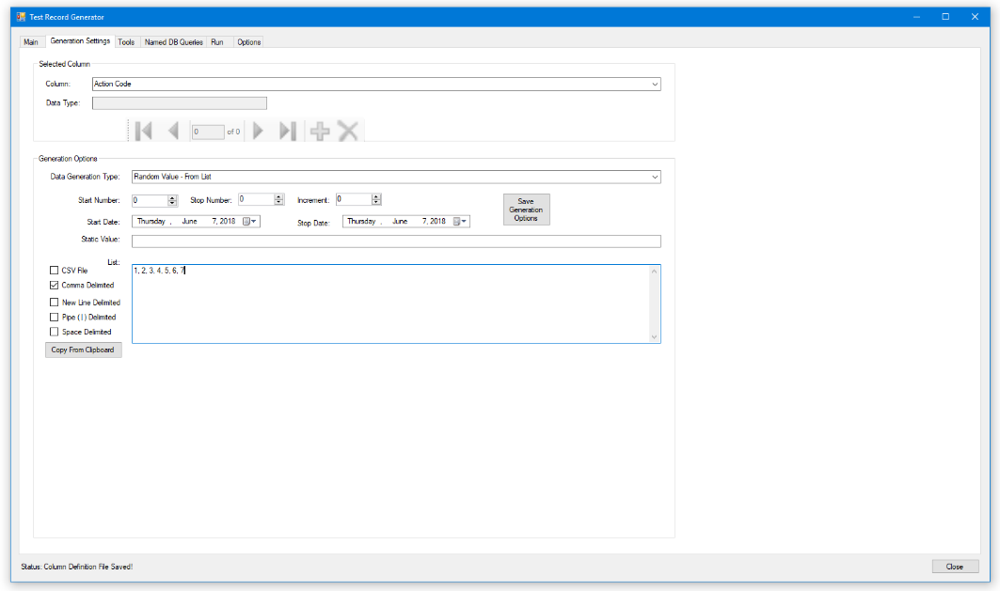 Test Record Generator
Main Generation Settings Tools Named DB Queries Run Options
Selected Column
Column: Action Code
Data Type:
0 of 0
Generation Options
Data Generation Type: Random Value - From List
Start Number: 0 Stop Number: 0 Increment: 0
Save
Generation
Options
Start Date: Thursday , June 7, 2018 Stop Date: Thursday , June 7, 2018
Static Value:
List:
CSV File
1, 2, 3, 4, 5, 6, 7
Comma Delimited
New Line Delimited
Pipe ( | ) Delimited
Space Delimited
Copy From Clipboard
Status: Column Definition File Saved!
Close